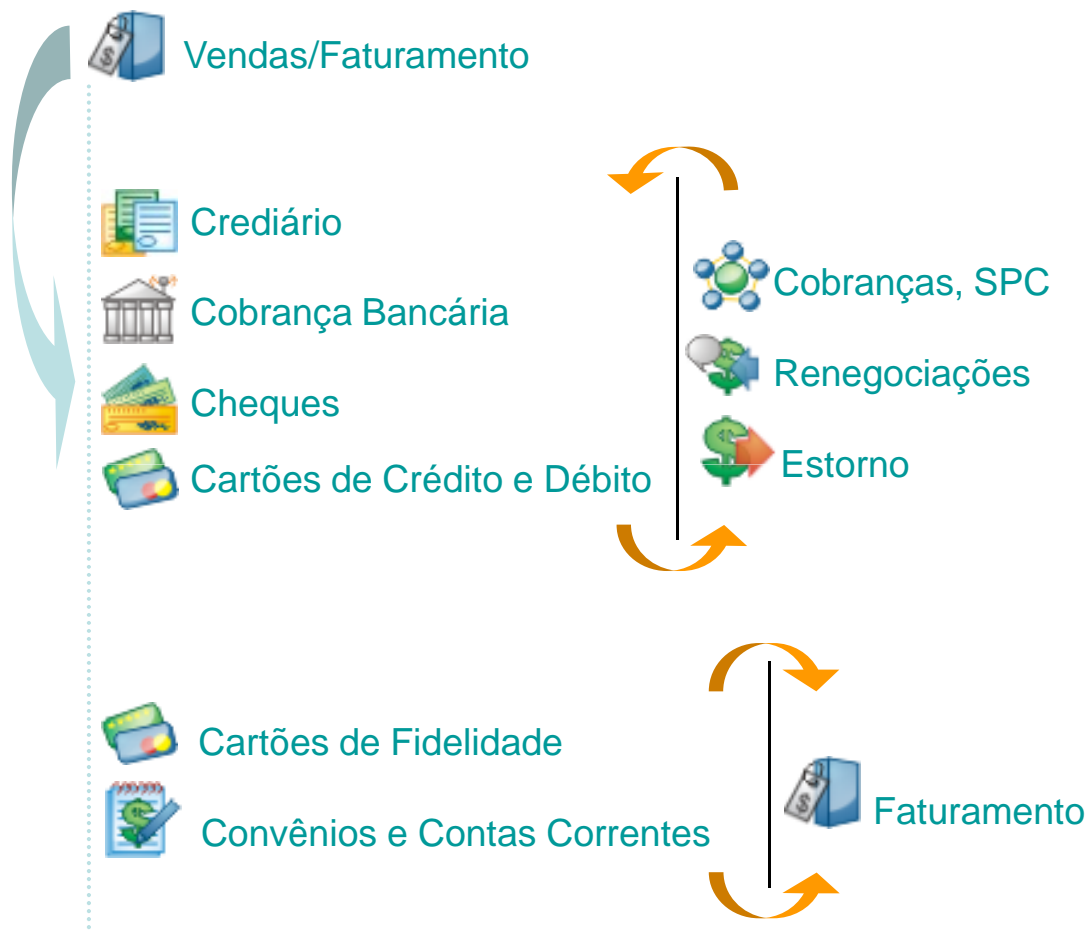 Vendas/Faturamento
Crediário
Cobrança Bancária
Cheques
Cartões de Crédito e Débito
Cobranças, SPC
Renegociações
Estorno
Cartões de Fidelidade
Convênios e Contas Correntes
Faturamento